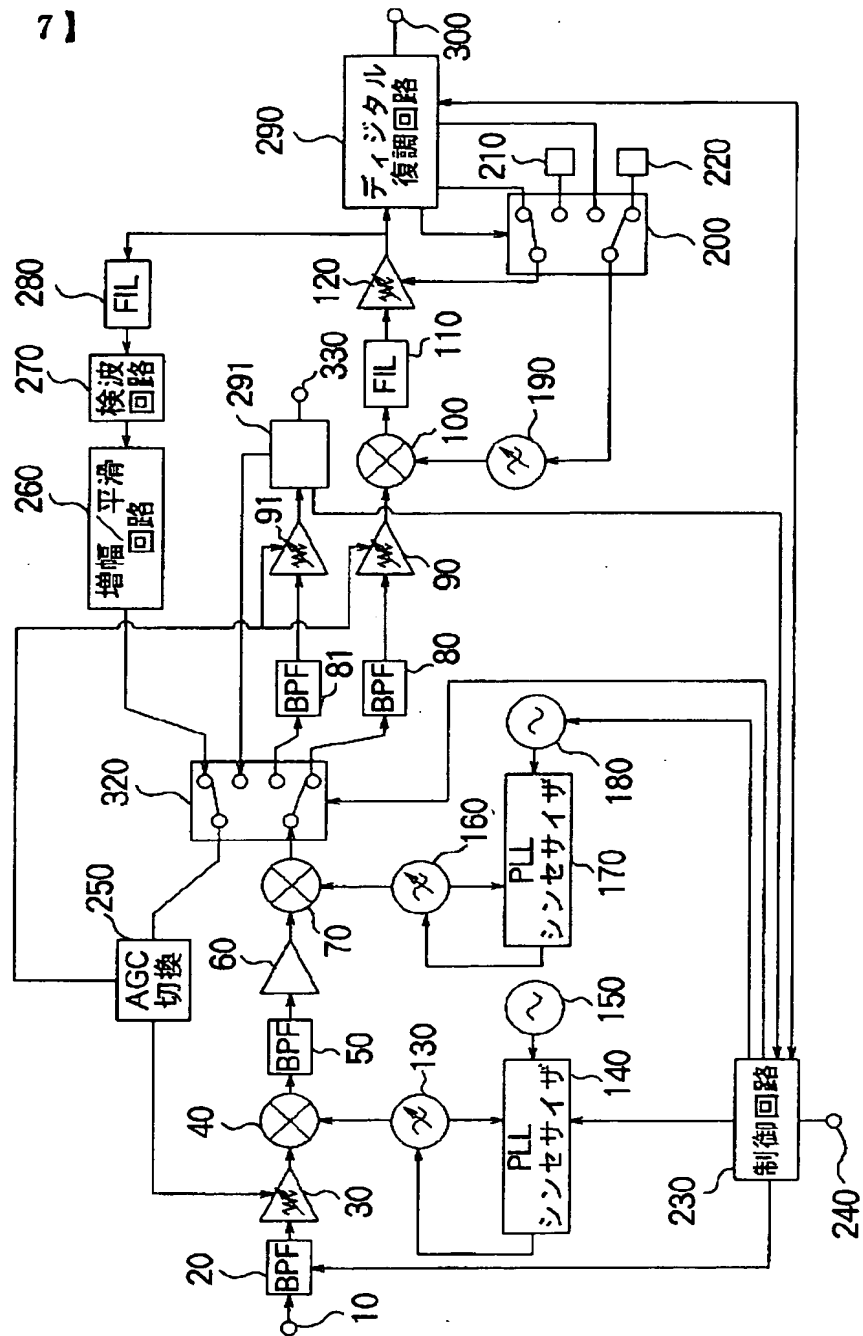 7】
300
ディジタル
復調回路
290
210
220
200
280
FIL
270
検波
回路
260
増幅／平滑
回路
120
FIL
110
330
291
100
190
91
90
BPF
81
BPF
80
320
180
160
PLL
シンセサイザ
170
250
AGC
切換
60
70
BPF
50
150
130
PLL
シンセサイザ
140
40
30
20
BPF
10
230
制御回路
240